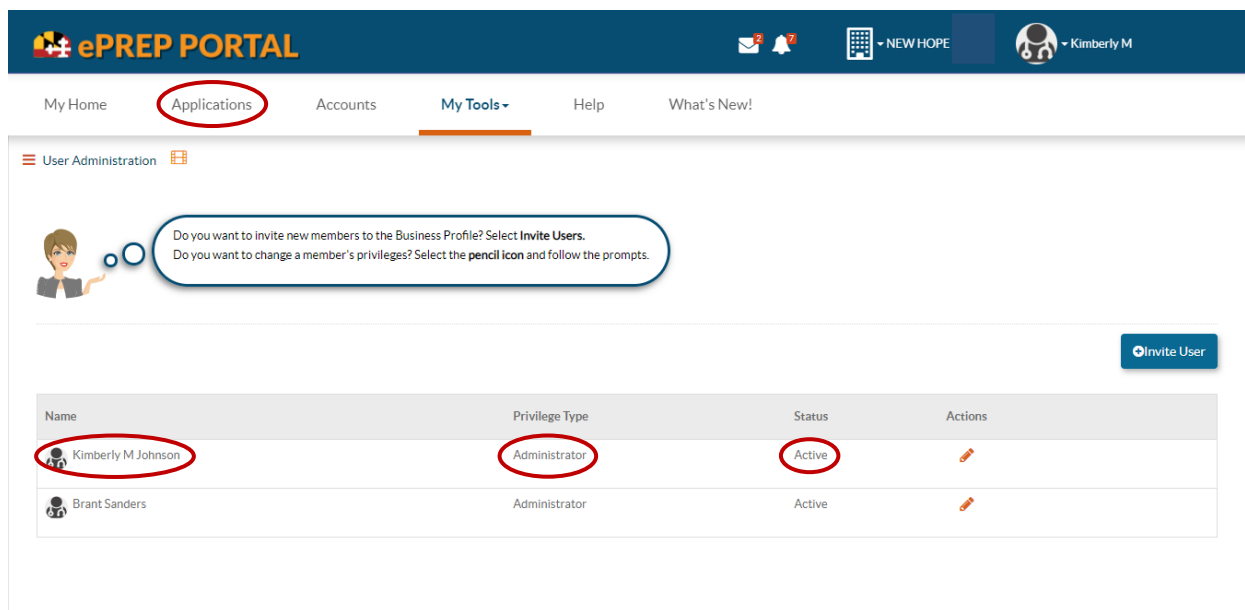 ePREP PORTAL
2
7
NEW HOPE
Kimberly M
My Home
Applications
Accounts
My Tools
Help
What's New!
User Administration
Do you want to invite new members to the Business Profile? Select Invite Users.
Do you want to change a member's privileges? Select the pencil icon and follow the prompts.
Invite User
Name Privilege Type Status Actions
Kimberly M Johnson Administrator Active
Brant Sanders Administrator Active